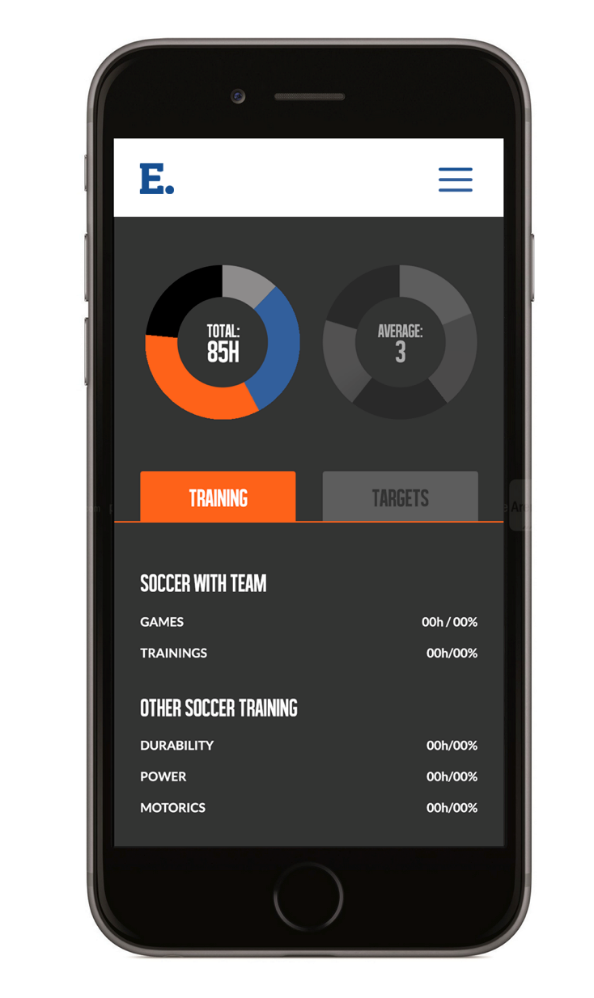 E.
TOTAL:
85H
AVERAGE:
3
TRAINING
TARGETS
SOCCER WITH TEAM
GAMES 00h / 00%
TRAININGS 00h/00%
OTHER SOCCER TRAINING
DURABILITY 00h/00%
POWER 00h/00%
MOTORICS 00h/00%